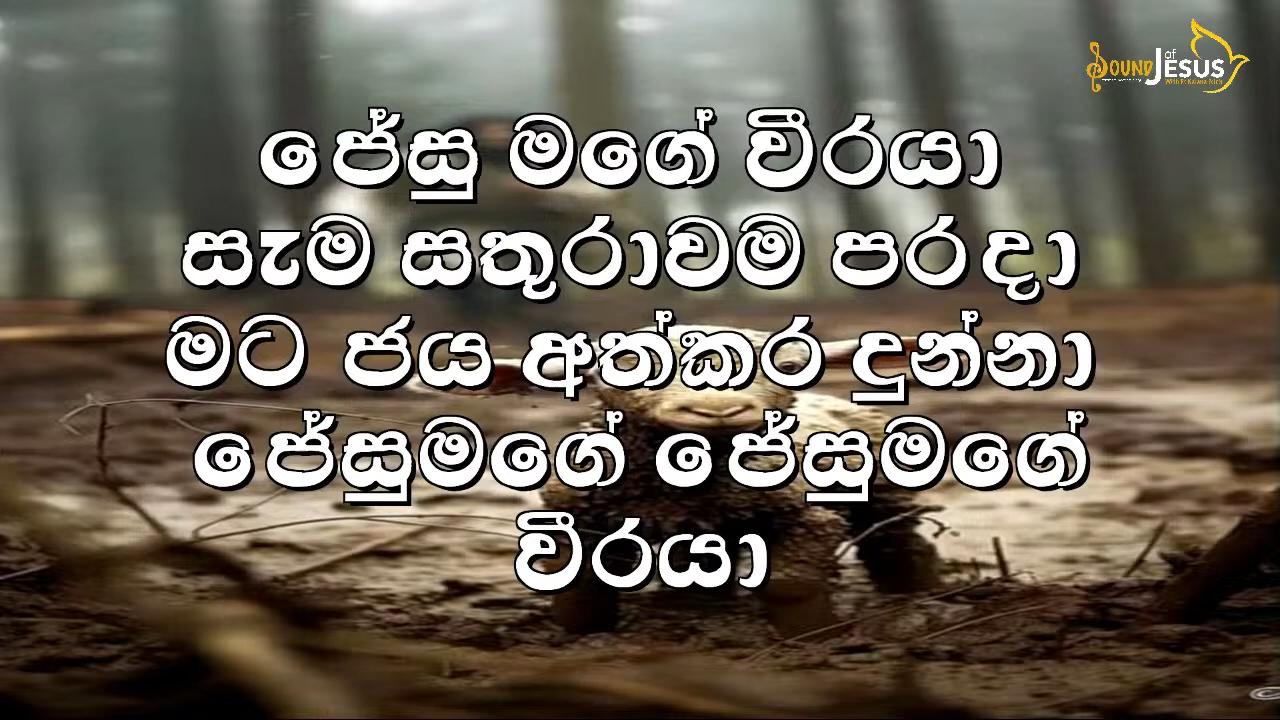 Sound of Jesus
ජේසු මගේ වීරයා
සැම සතුරාවම පරදා
මට ජය අත්කර දුන්නා
ජේසුමගේ ජේසුමගේ
වීරයා